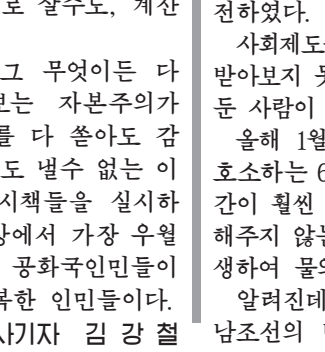 로 살수도, 계산
그 무엇이든 다
보는 자본주의가
를 다 쏟아도 감
도 낼수 없는 이
시책들을 실시하
상에서 가장 우월
공화국인민들이
복한 인민들이다.
사기자 김 강 철
전하였다.
사회제도
받아보지 못
둔 사람이
올해 1월
호소하는 6
간이 훨씬
해주지 않는
생하여 물의
알려진데
남조선의